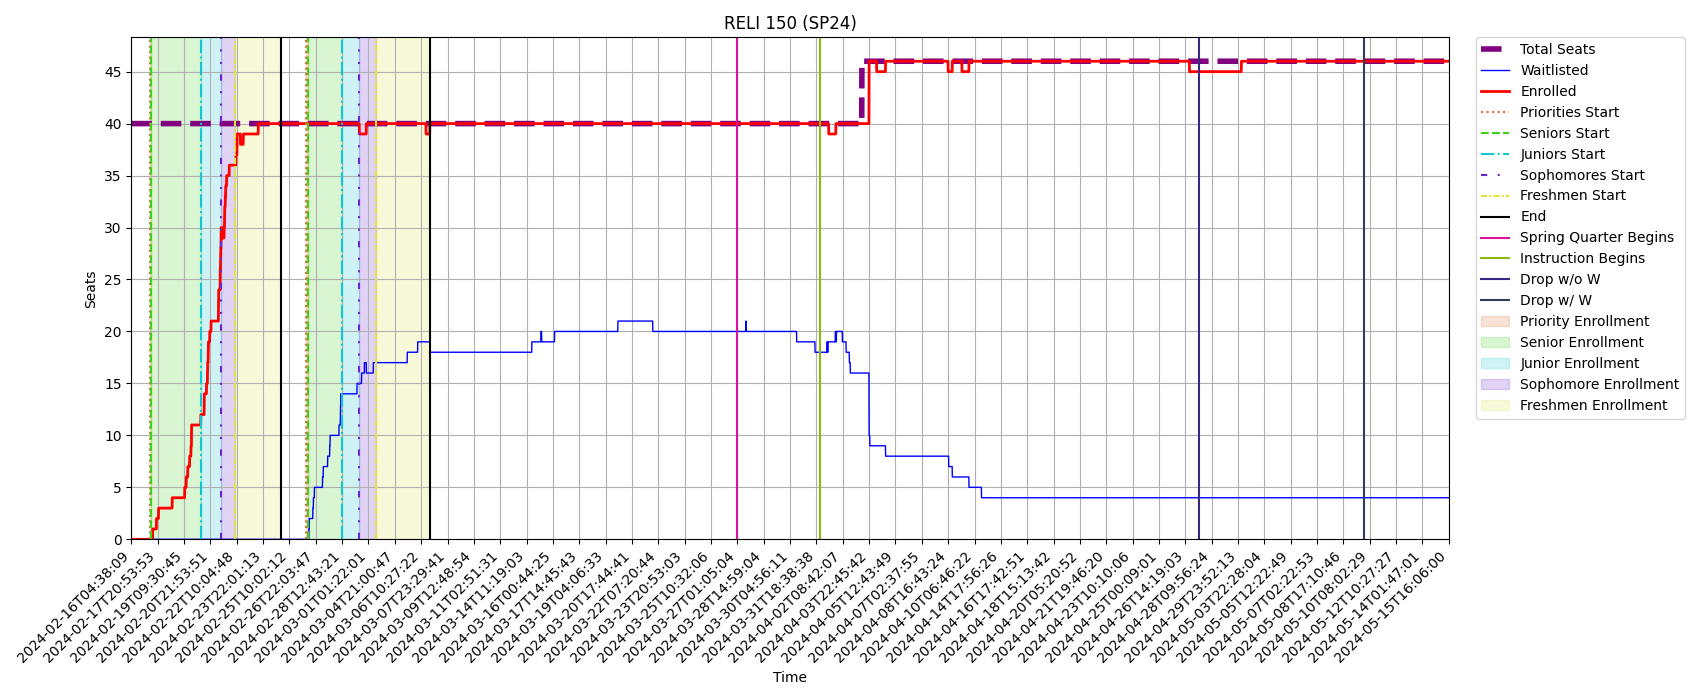 RELI 150 (SP24)
Seats
45
40
35
30
25
20
15
10
5
0
2024-02-16T04:38:09
2024-02-17T20:53:53
2024-02-19T09:30:45
2024-02-20T21:53:51
2024-02-22T10:04:48
2024-02-23T22:01:13
2024-02-25T10:02:12
2024-02-26T22:03:47
2024-02-28T12:43:21
2024-03-01T01:22:01
2024-03-04T21:00:47
2024-03-06T10:27:22
2024-03-07T23:29:41
2024-03-09T12:48:54
2024-03-11T02:51:31
2024-03-14T11:19:03
2024-03-16T00:44:25
2024-03-17T14:45:43
2024-03-19T04:06:33
2024-03-20T17:44:41
2024-03-22T07:20:44
2024-03-23T20:53:03
2024-03-25T10:32:06
2024-03-27T01:05:04
2024-03-28T14:59:04
2024-03-30T04:56:11
2024-03-31T18:38:38
2024-04-02T08:42:07
2024-04-03T22:45:42
2024-04-05T12:43:49
2024-04-07T02:37:55
2024-04-08T16:43:24
2024-04-10T06:46:22
2024-04-14T17:56:26
2024-04-16T17:42:51
2024-04-18T15:13:42
2024-04-20T05:20:52
2024-04-21T19:46:20
2024-04-23T10:10:06
2024-04-25T00:09:01
2024-04-26T14:19:03
2024-04-28T09:56:24
2024-04-29T23:52:13
2024-05-03T22:28:04
2024-05-05T12:22:49
2024-05-07T02:22:53
2024-05-08T17:10:46
2024-05-10T08:02:29
2024-05-12T10:27:27
2024-05-14T01:47:01
2024-05-15T16:06:00
Time
Total Seats
Waitlisted
Enrolled
Priorities Start
Seniors Start
Juniors Start
Sophomores Start
Freshmen Start
End
Spring Quarter Begins
Instruction Begins
Drop w/o W
Drop w/ W
Priority Enrollment
Senior Enrollment
Junior Enrollment
Sophomore Enrollment
Freshmen Enrollment